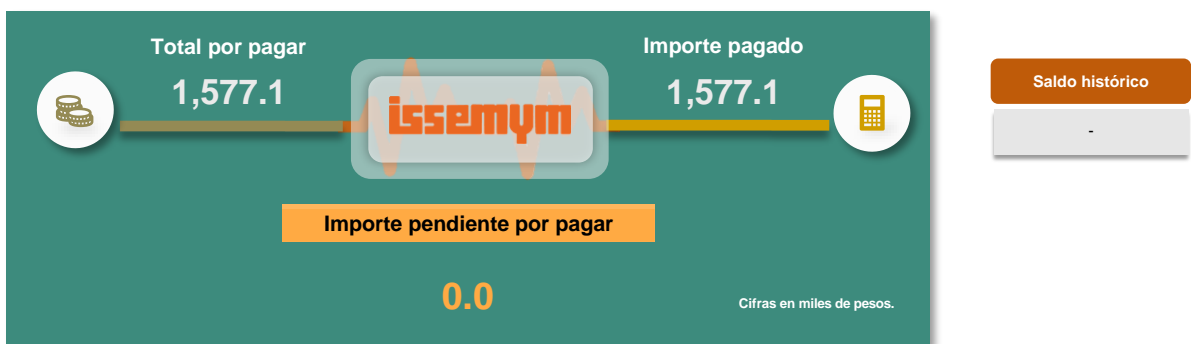 Total por pagar
1,577.1
issemym
Importe pagado
1,577.1
Importe pendiente por pagar
0.0
Cifras en miles de pesos.
Saldo histórico
-